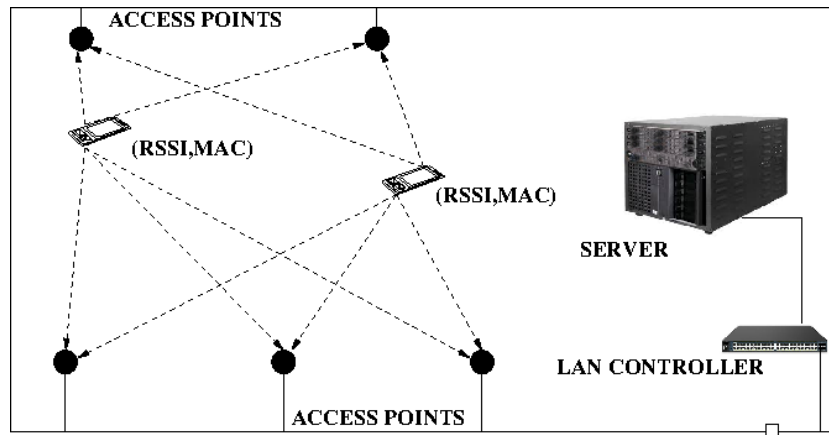 ACCESS POINTS
(RSSI,MAC)
(RSSI,MAC)
SERVER
LAN CONTROLLER
ACCESS POINTS